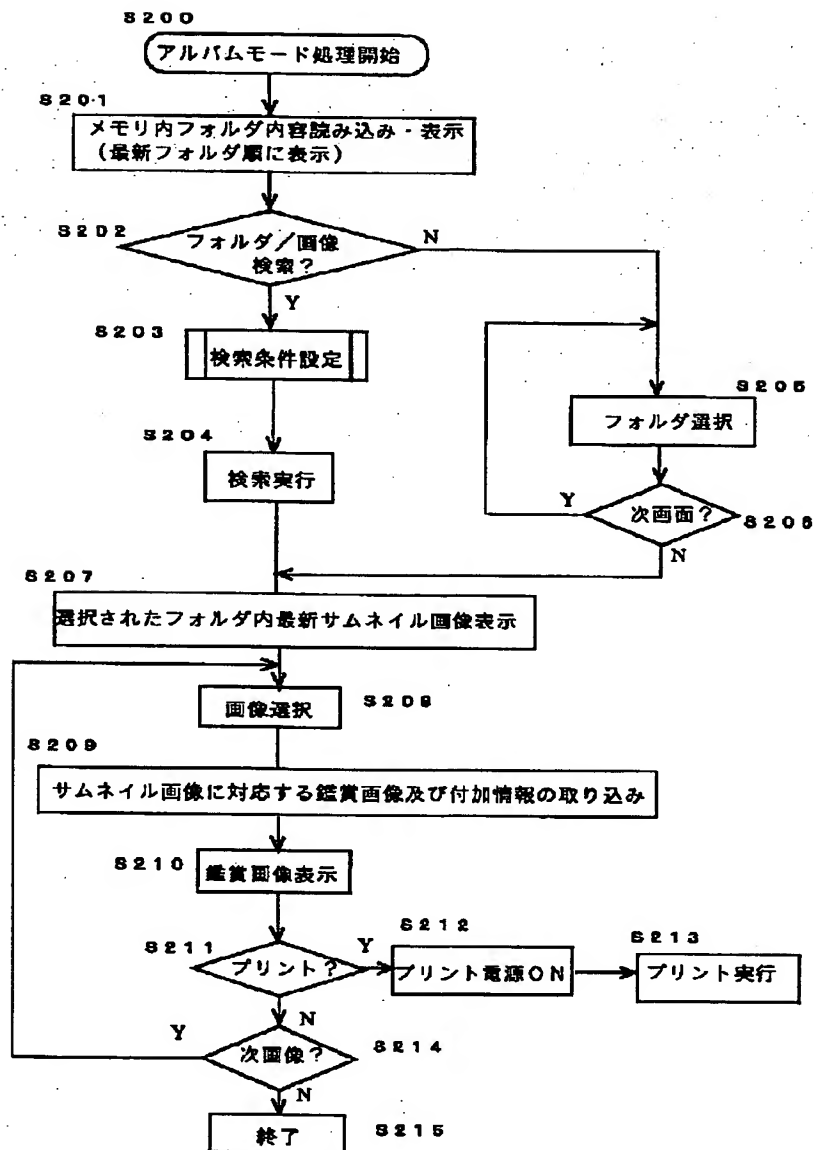 S200
アルバムモード処理開始
S201
メモリ内フォルダ内容読み込み・表示
(最新フォルダ順に表示)
S202
フォルダ/画像
検索?
N
Y
S203
検索条件設定
S204
検索実行
S205
フォルダ選択
Y
次画面?
S206
N
S207
選択されたフォルダ内最新サムネイル画像表示
画像選択
S208
S209
サムネイル画像に対応する鑑賞画像及び付加情報の取り込み
S210
鑑賞画像表示
S211
プリント?
Y
S212
プリント電源ON
S213
プリント実行
N
Y
次画像?
S214
N
終了
S215